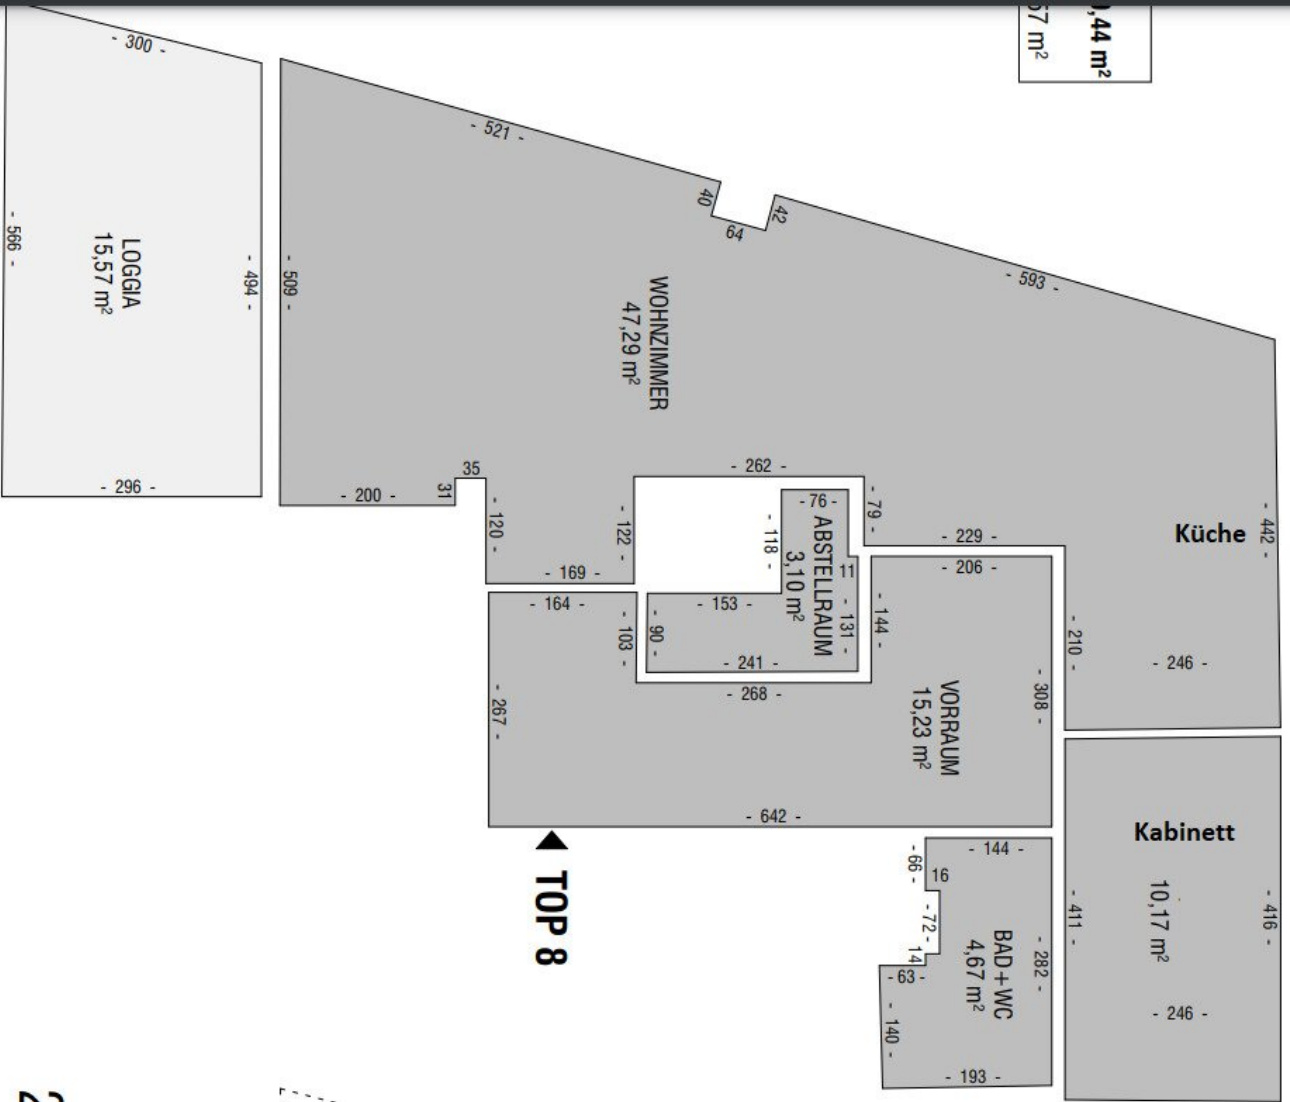 ,44 m²
57 m²
- 300 -
- 521 -
40
64
42
- 593 -
- 566 -
LOGGIA
15,57 m²
- 494 -
- 509 -
WOHNZIMMER
47,29 m²
- 296 -
- 200 -
31
35
- 120 -
- 169 -
- 122 -
- 262 -
- 79 -
- 229 -
Küche
- 442 -
- 210 -
- 246 -
- 76 -
- 118 -
ABSTELLRAUM
3,10 m²
11
- 131 -
- 153 -
- 90 -
- 241 -
- 164 -
- 103 -
- 268 -
- 144 -
- 206 -
- 308 -
- 267 -
VORRAUM
15,23 m²
- 642 -
TOP 8
Kabinett
10,17 m²
- 411 -
- 416 -
- 246 -
- 144 -
- 66 -
16
- 72 -
14
- 63 -
BAD + WC
4,67 m²
- 282 -
- 140 -
- 193 -